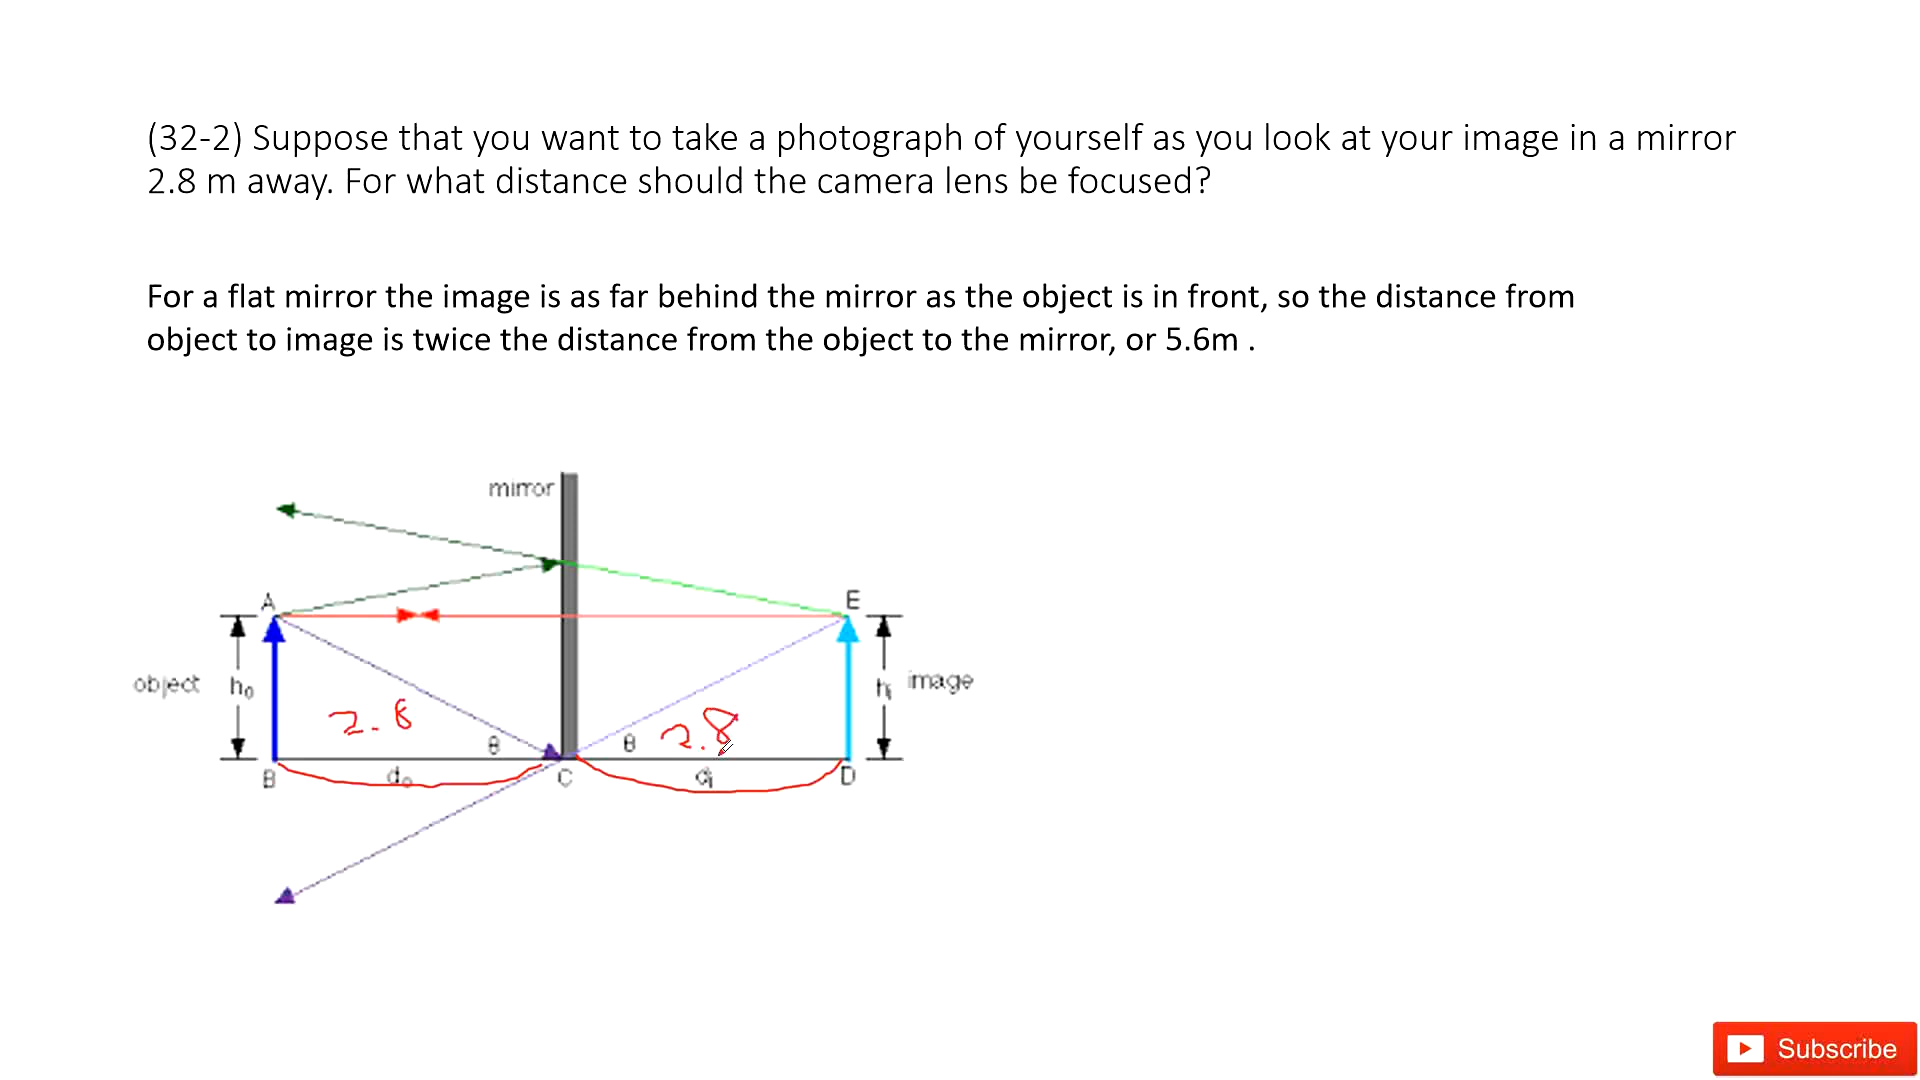 (32-2) Suppose that you want to take a photograph of yourself as you look at your image in a mirror
2.8 m away. For what distance should the camera lens be focused?
For a flat mirror the image is as far behind the mirror as the object is in front, so the distance from
object to image is twice the distance from the object to the mirror, or 5.6m .
mirror
A
E
object
h₀
hᵢ
image
2.8
2.8
θ
θ
B
d₀
C
dᵢ
D
Subscribe